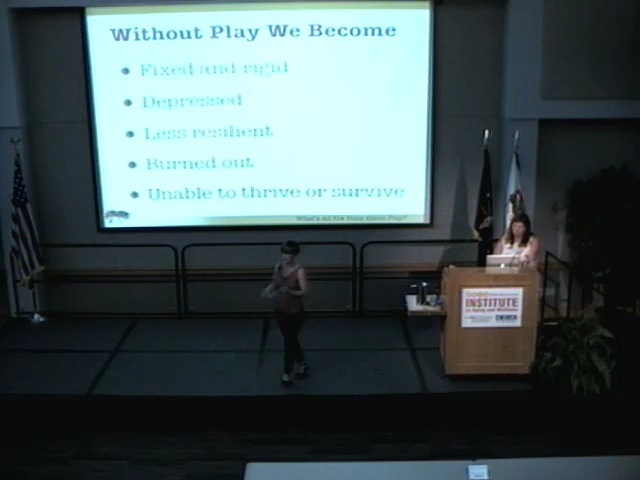 Without Play We Become
Fixed and rigid
Depressed
Less resilient
Burned out
Unable to thrive or survive
INSTITUTE